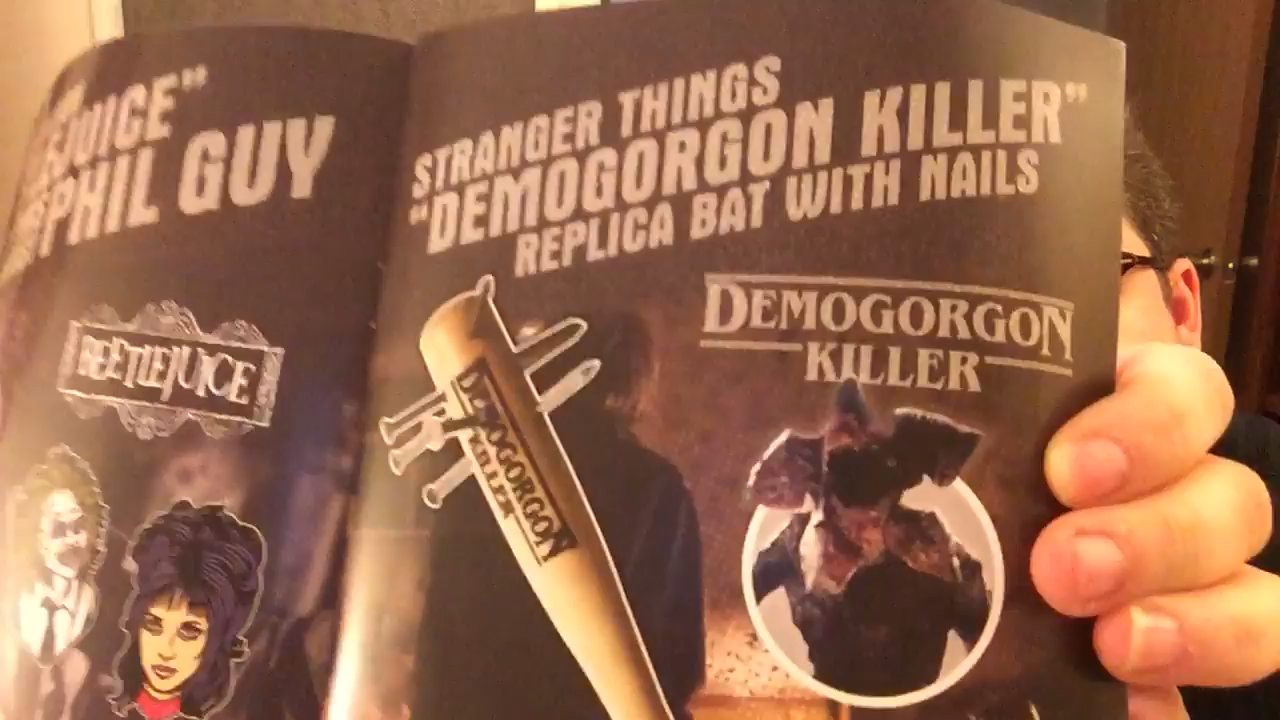 EJUICE"
PHIL GUY
BEETLEJUICE
STRANGER THINGS
"DEMOGORGON KILLER"
REPLICA BAT WITH NAILS
DEMOGORGON
KILLER
DEMOGORGON
KILLER